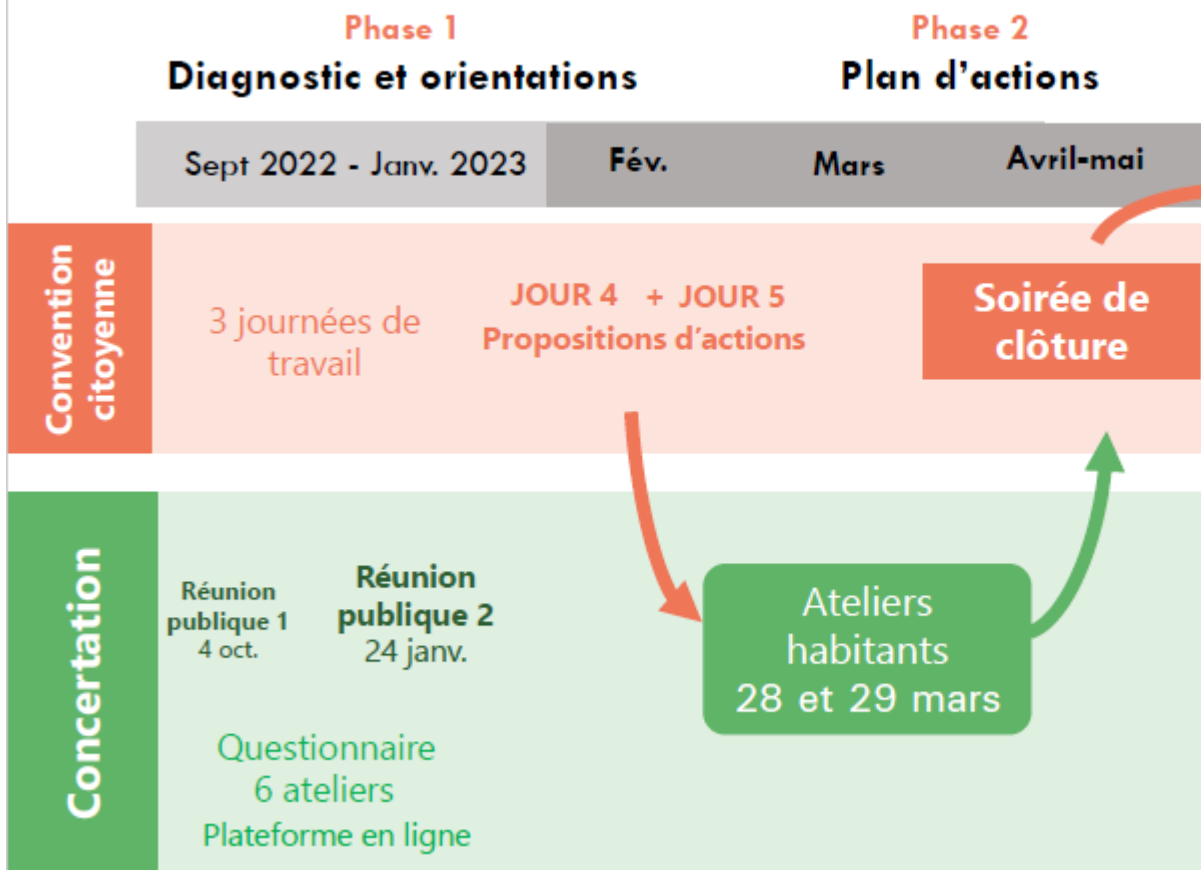 Phase 1
Diagnostic et orientations
Phase 2
Plan d'actions
Sept 2022 - Janv. 2023
Fév.
Mars
Avril-mai
Convention
citoyenne
3 journées de
travail
JOUR 4 + JOUR 5
Propositions d'actions
Soirée de
clôture
Concertation
Réunion
publique 1
4 oct.
Réunion
publique 2
24 janv.
Questionnaire
6 ateliers
Plateforme en ligne
Ateliers
habitants
28 et 29 mars